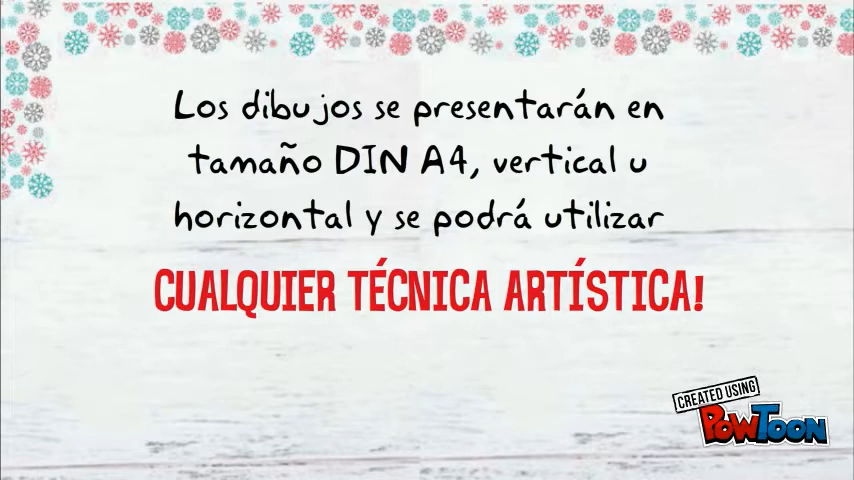 Los dibujos se presentarán en
tamaño DIN A4, vertical u
horizontal y se podrá utilizar
CUALQUIER TÉCNICA ARTÍSTICA!
CREATED USING
POWTOON